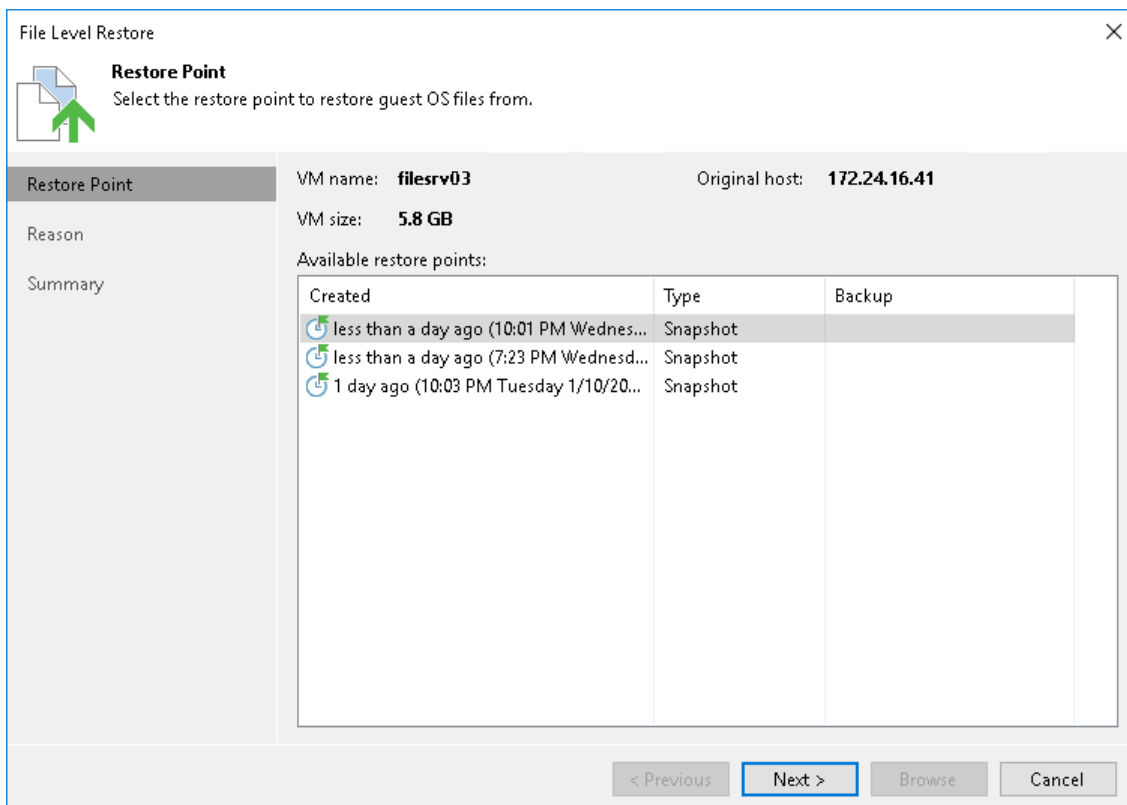 File Level Restore
Restore Point
Select the restore point to restore guest OS files from.
Restore Point
Reason
Summary
VM name: filesrv03 Original host: 172.24.16.41
VM size: 5.8 GB
Available restore points:
Created Type Backup
less than a day ago (10:01 PM Wednes... Snapshot
less than a day ago (7:23 PM Wednesd... Snapshot
1 day ago (10:03 PM Tuesday 1/10/20... Snapshot
< Previous Next > Browse Cancel